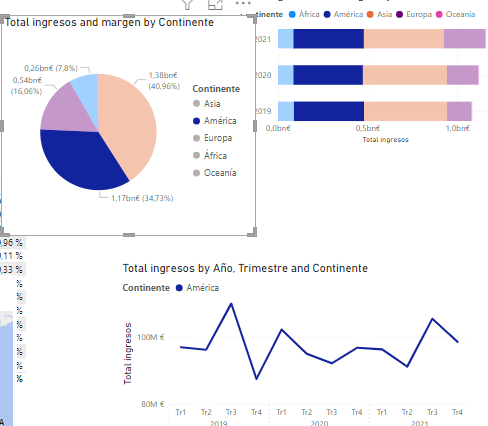 Total ingresos and margen by Continente
0,26bn€ (7,8%)
0,54bn€
(16,06%)
1,38bn€
(40,96%)
1,17bn€ (34,73%)
Continente
Asia
América
Europa
África
Oceanía
África América Asia Europa Oceanía
2021
2020
2019
0,0bn€ 0,5bn€ 1,0bn€
Total ingresos
,96 %
,11 %
,33 %
%
%
%
%
%
%
%
%
A
Total ingresos by Año, Trimestre and Continente
Continente América
Total ingresos
100M €
80M €
Tr1 Tr2 Tr3 Tr4 Tr1 Tr2 Tr3 Tr4 Tr1 Tr2 Tr3 Tr4
2019 2020 2021